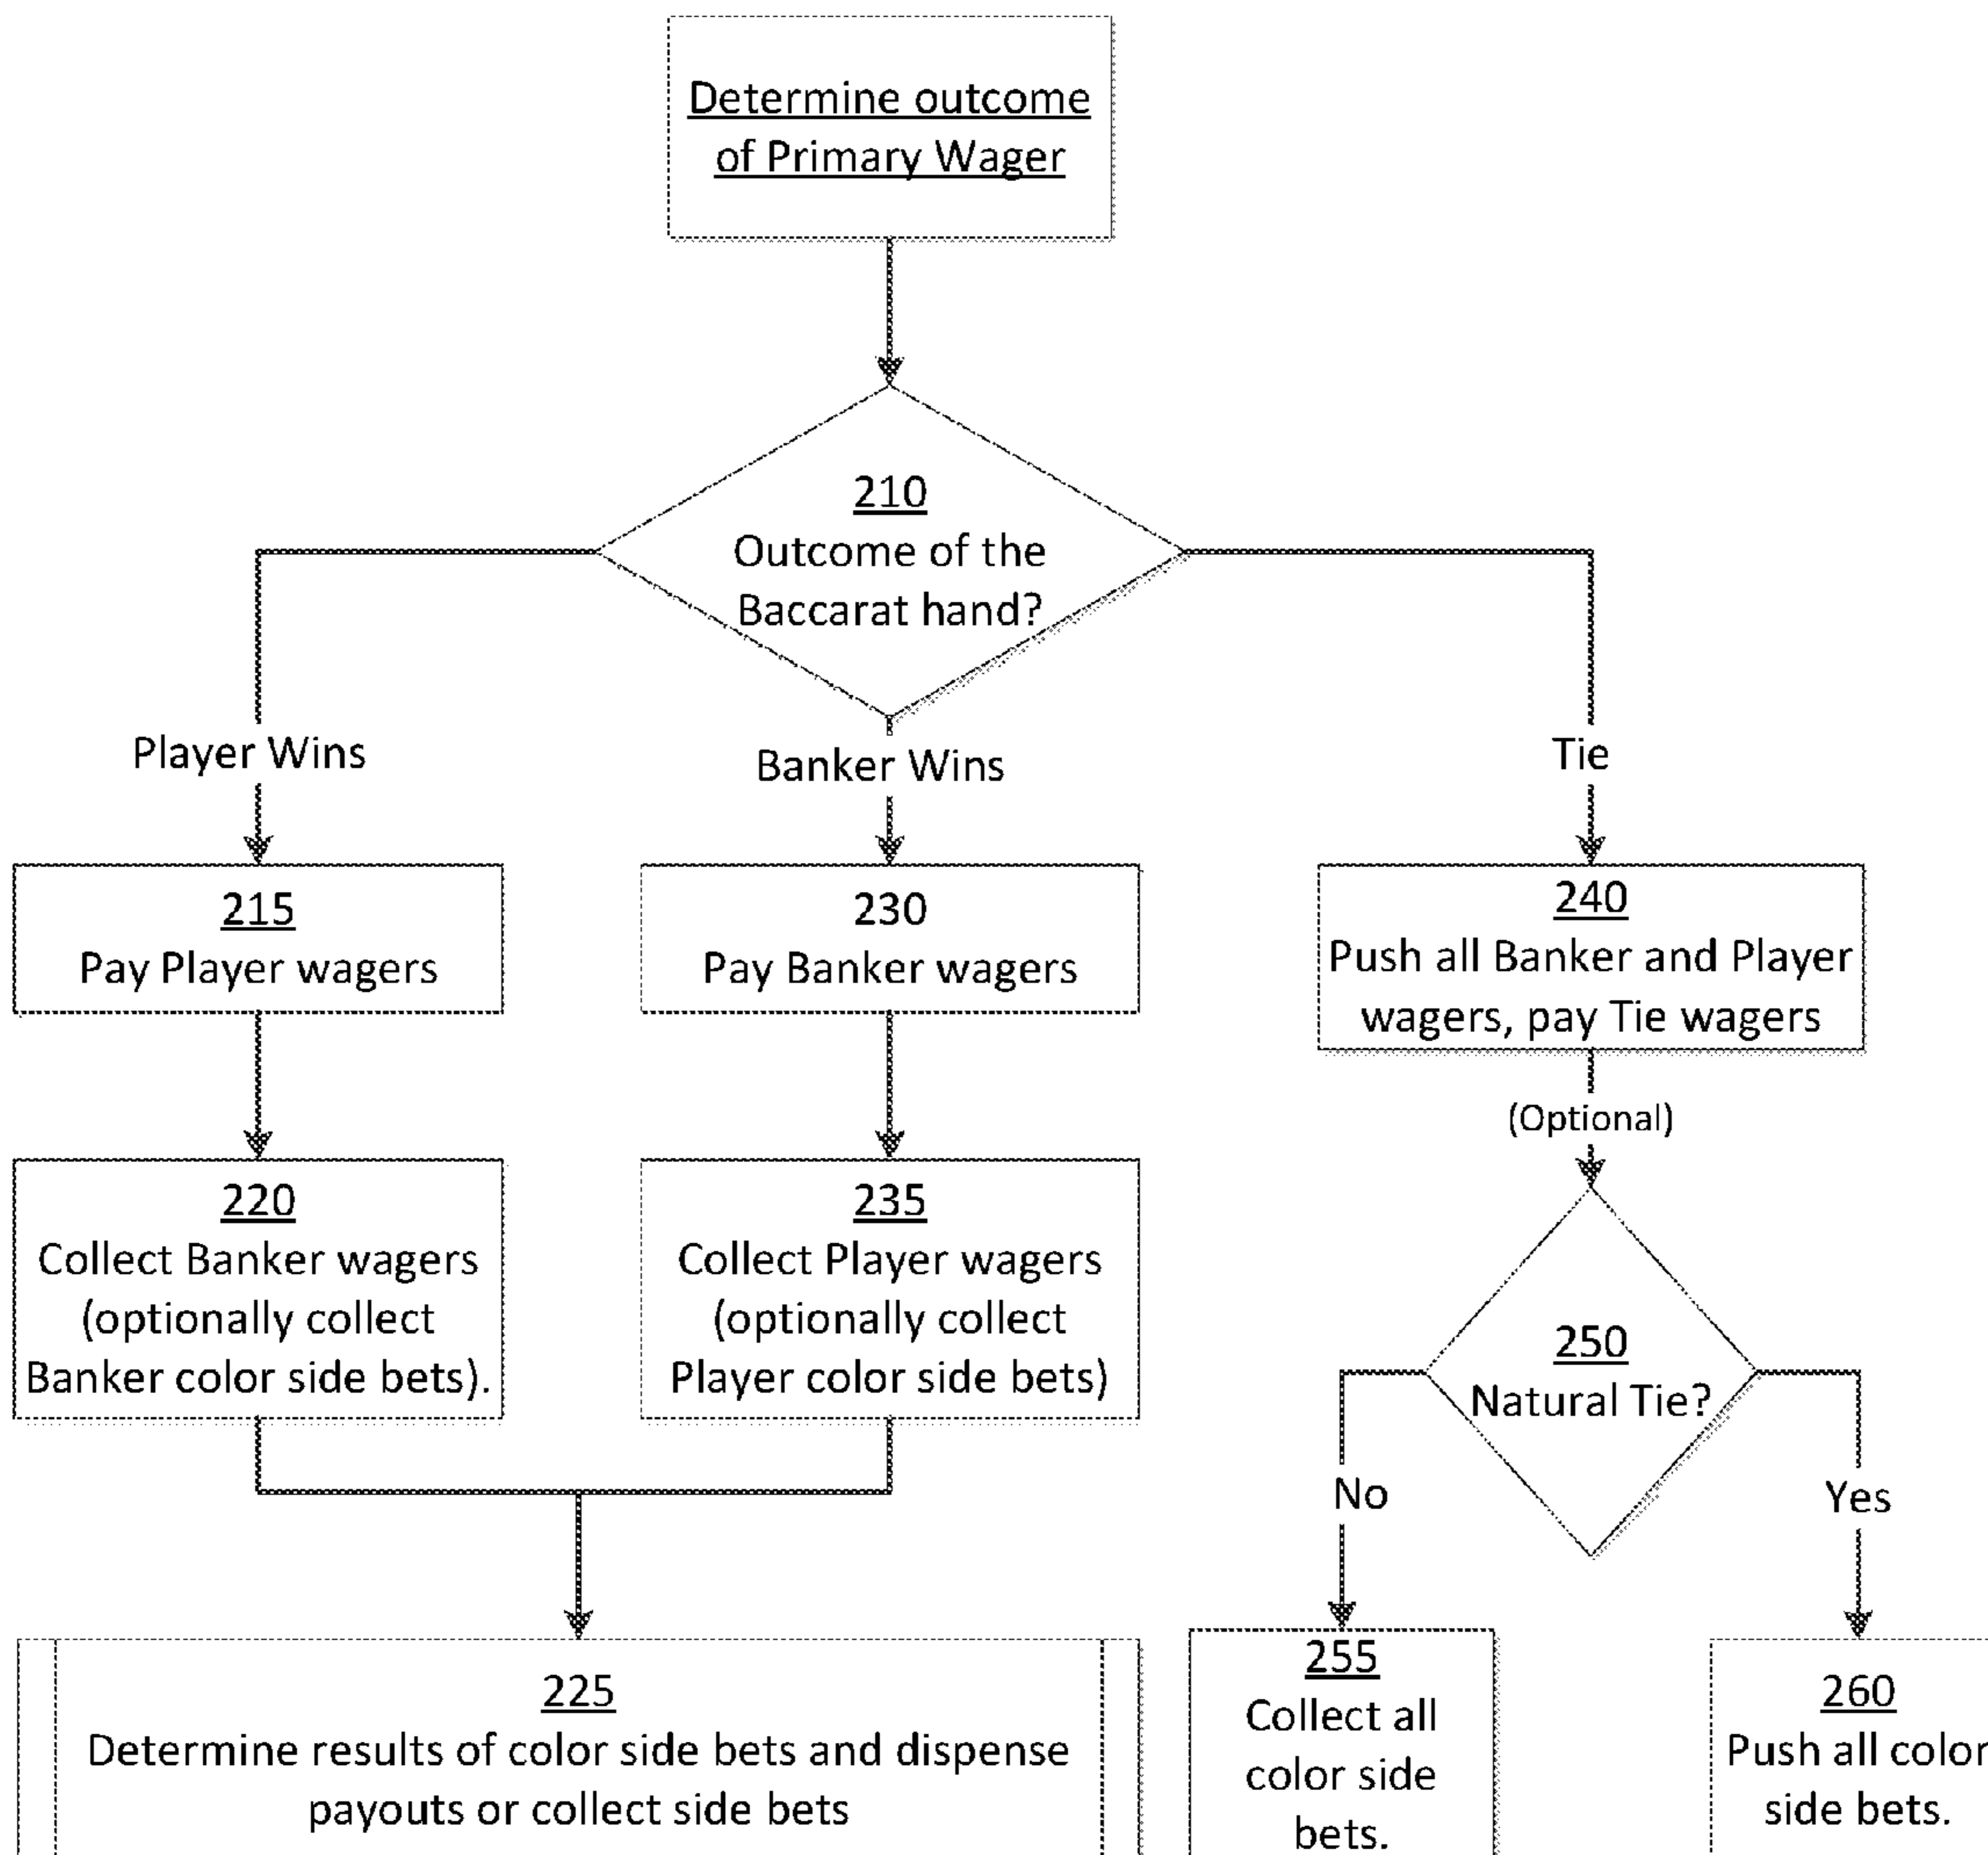 Determine outcome
of Primary Wager
210
Outcome of the
Baccarat hand?
Player Wins
Banker Wins
Tie
215
Pay Player wagers
230
Pay Banker wagers
240
Push all Banker and Player
wagers, pay Tie wagers
(Optional)
220
Collect Banker wagers
(optionally collect
Banker color side bets).
235
Collect Player wagers
(optionally collect
Player color side bets)
250
Natural Tie?
No
Yes
225
Determine results of color side bets and dispense
payouts or collect side bets
255
Collect all
color side
bets.
260
Push all color
side bets.